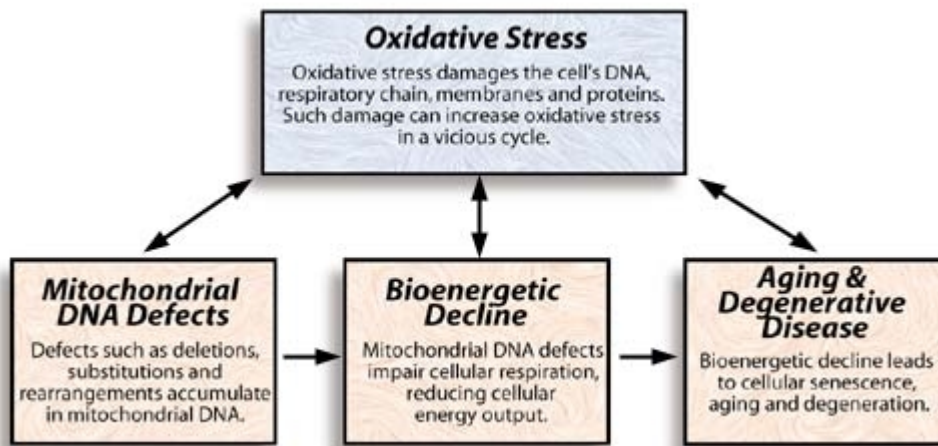 Oxidative Stress
Oxidative stress damages the cell's DNA,
respiratory chain, membranes and proteins.
Such damage can increase oxidative stress
in a vicious cycle.
Mitochondrial
DNA Defects
Defects such as deletions,
substitutions and
rearrangements accumulate
in mitochondrial DNA.
Bioenergetic
Decline
Mitochondrial DNA defects
impair cellular respiration,
reducing cellular
energy output.
Aging &
Degenerative
Disease
Bioenergetic decline leads
to cellular senescence,
aging and degeneration.